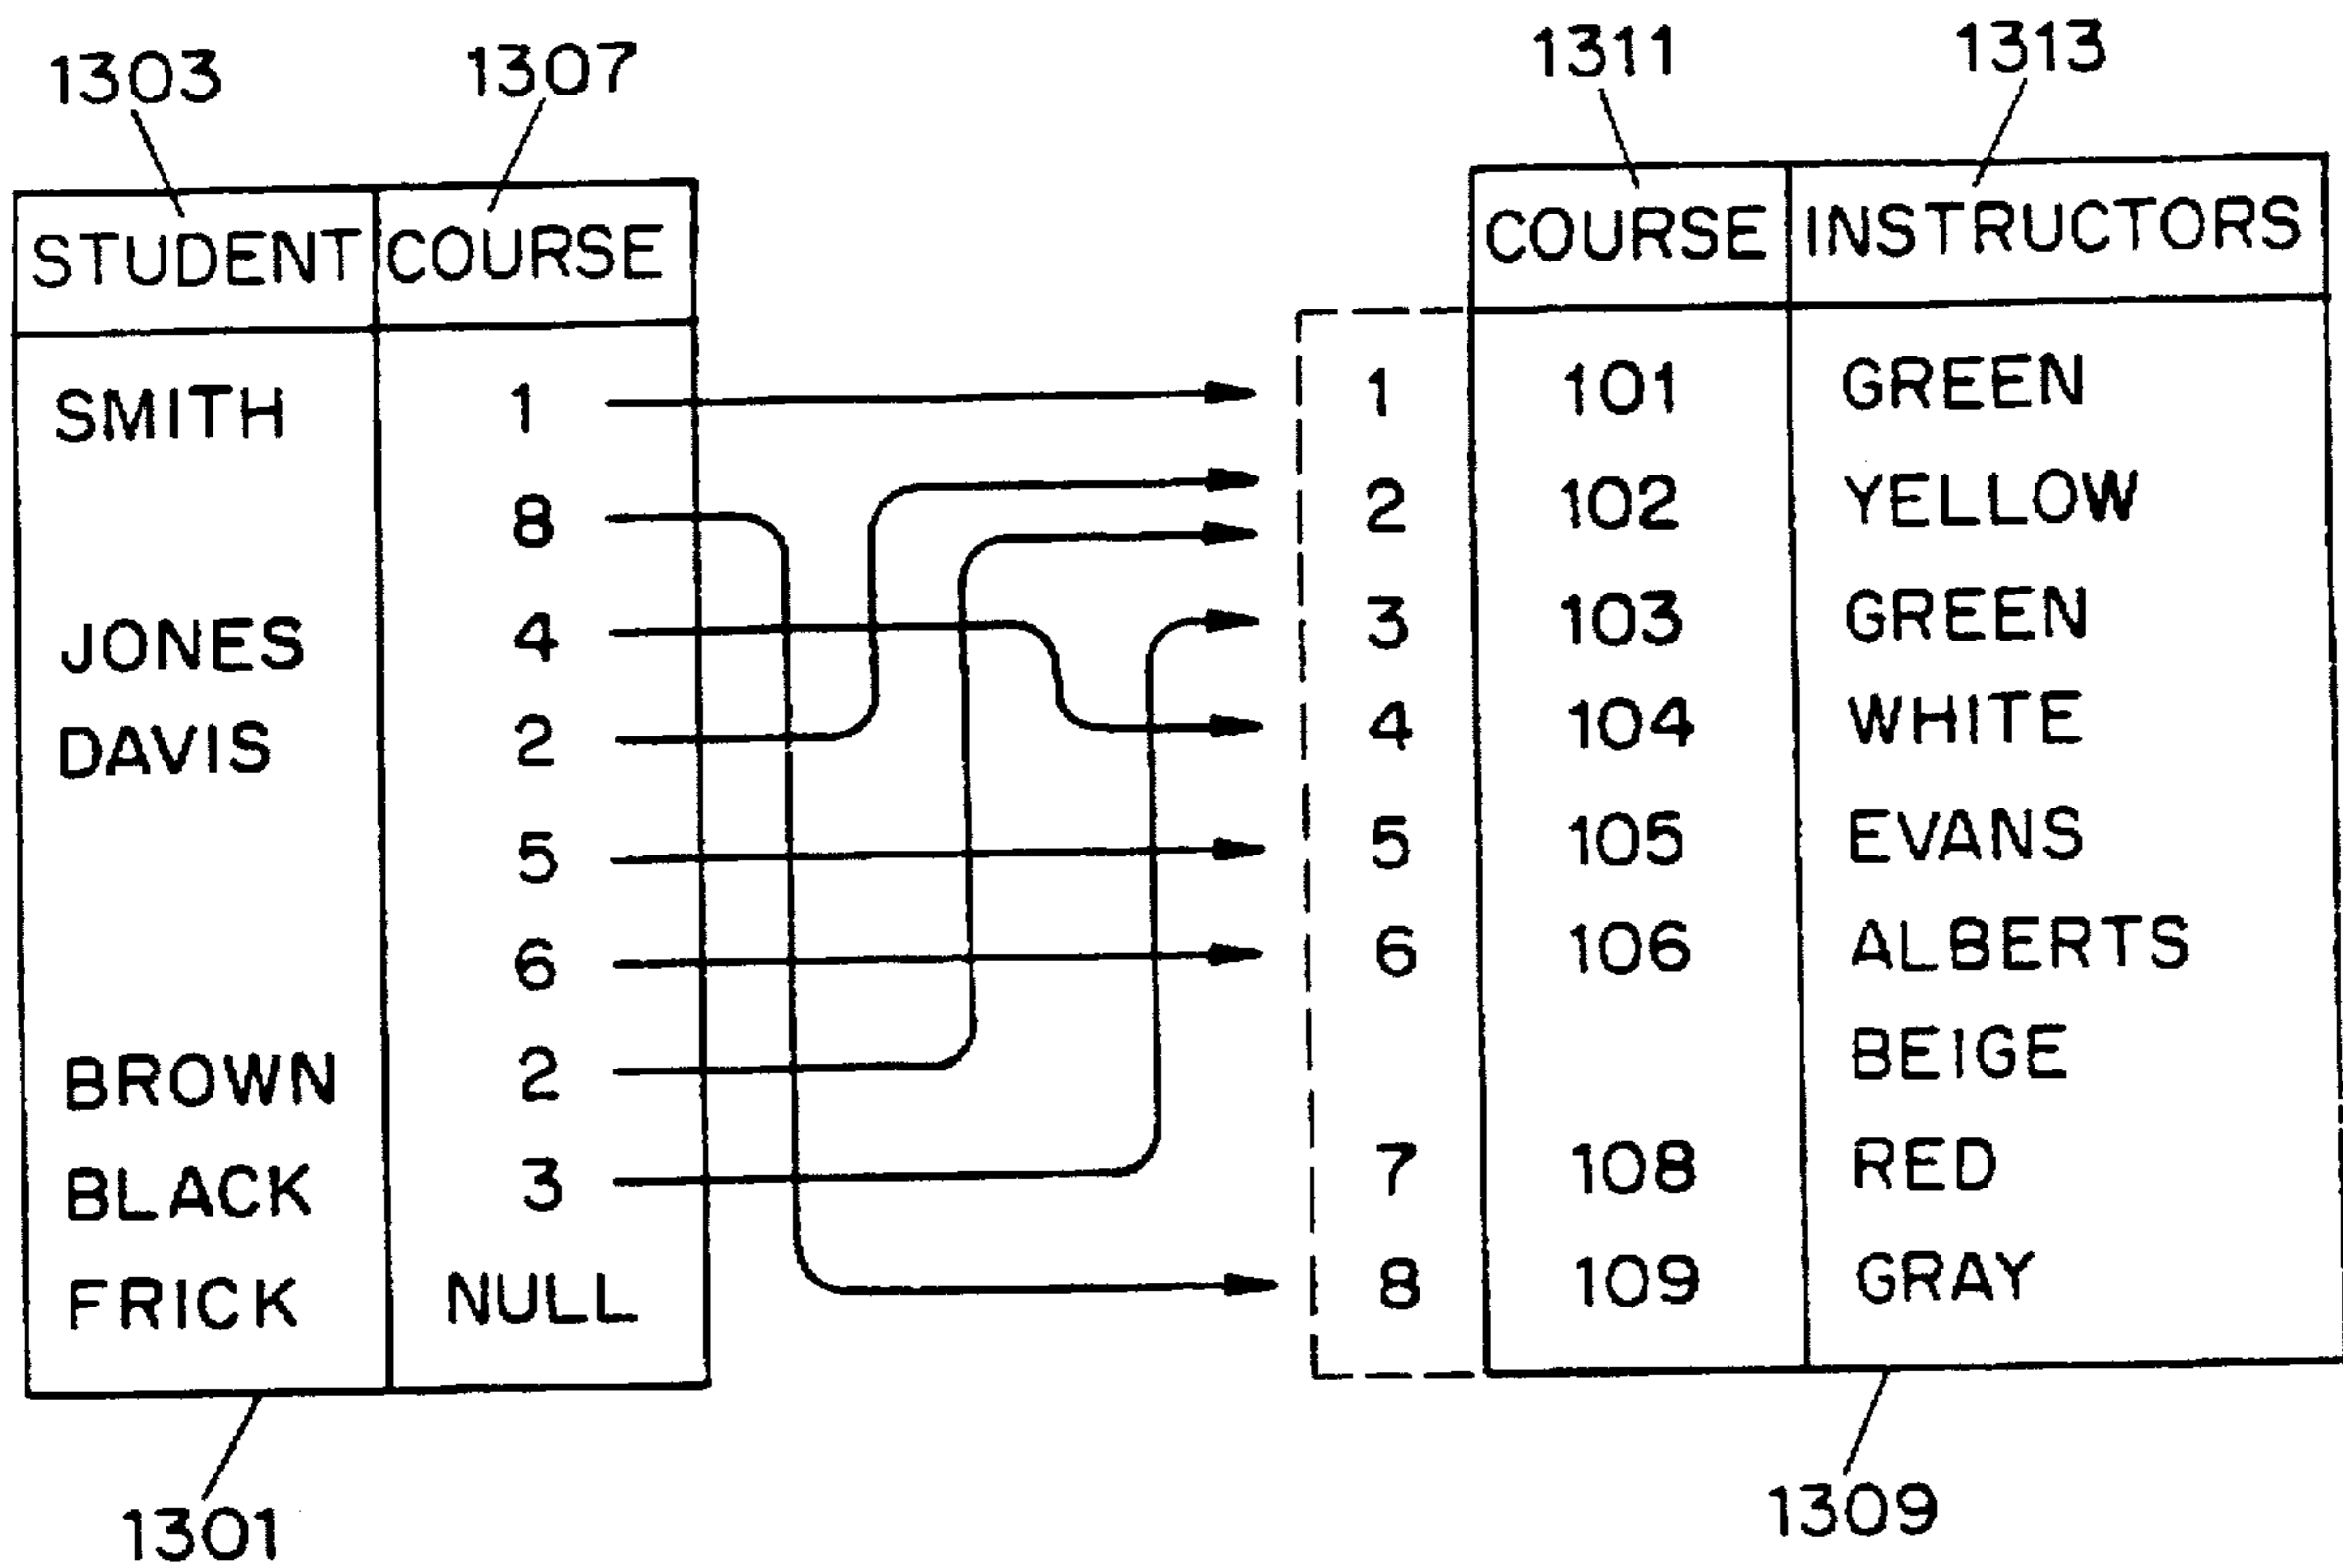 1303 1307 1311 1313
STUDENT COURSE COURSE INSTRUCTORS
SMITH 1 1 101 GREEN
8 2 102 YELLOW
JONES 4 3 103 GREEN
DAVIS 2 4 104 WHITE
5 5 105 EVANS
6 6 106 ALBERTS
BROWN 2 BEIGE
BLACK 3 7 108 RED
FRICK NULL 8 109 GRAY
1301 1309